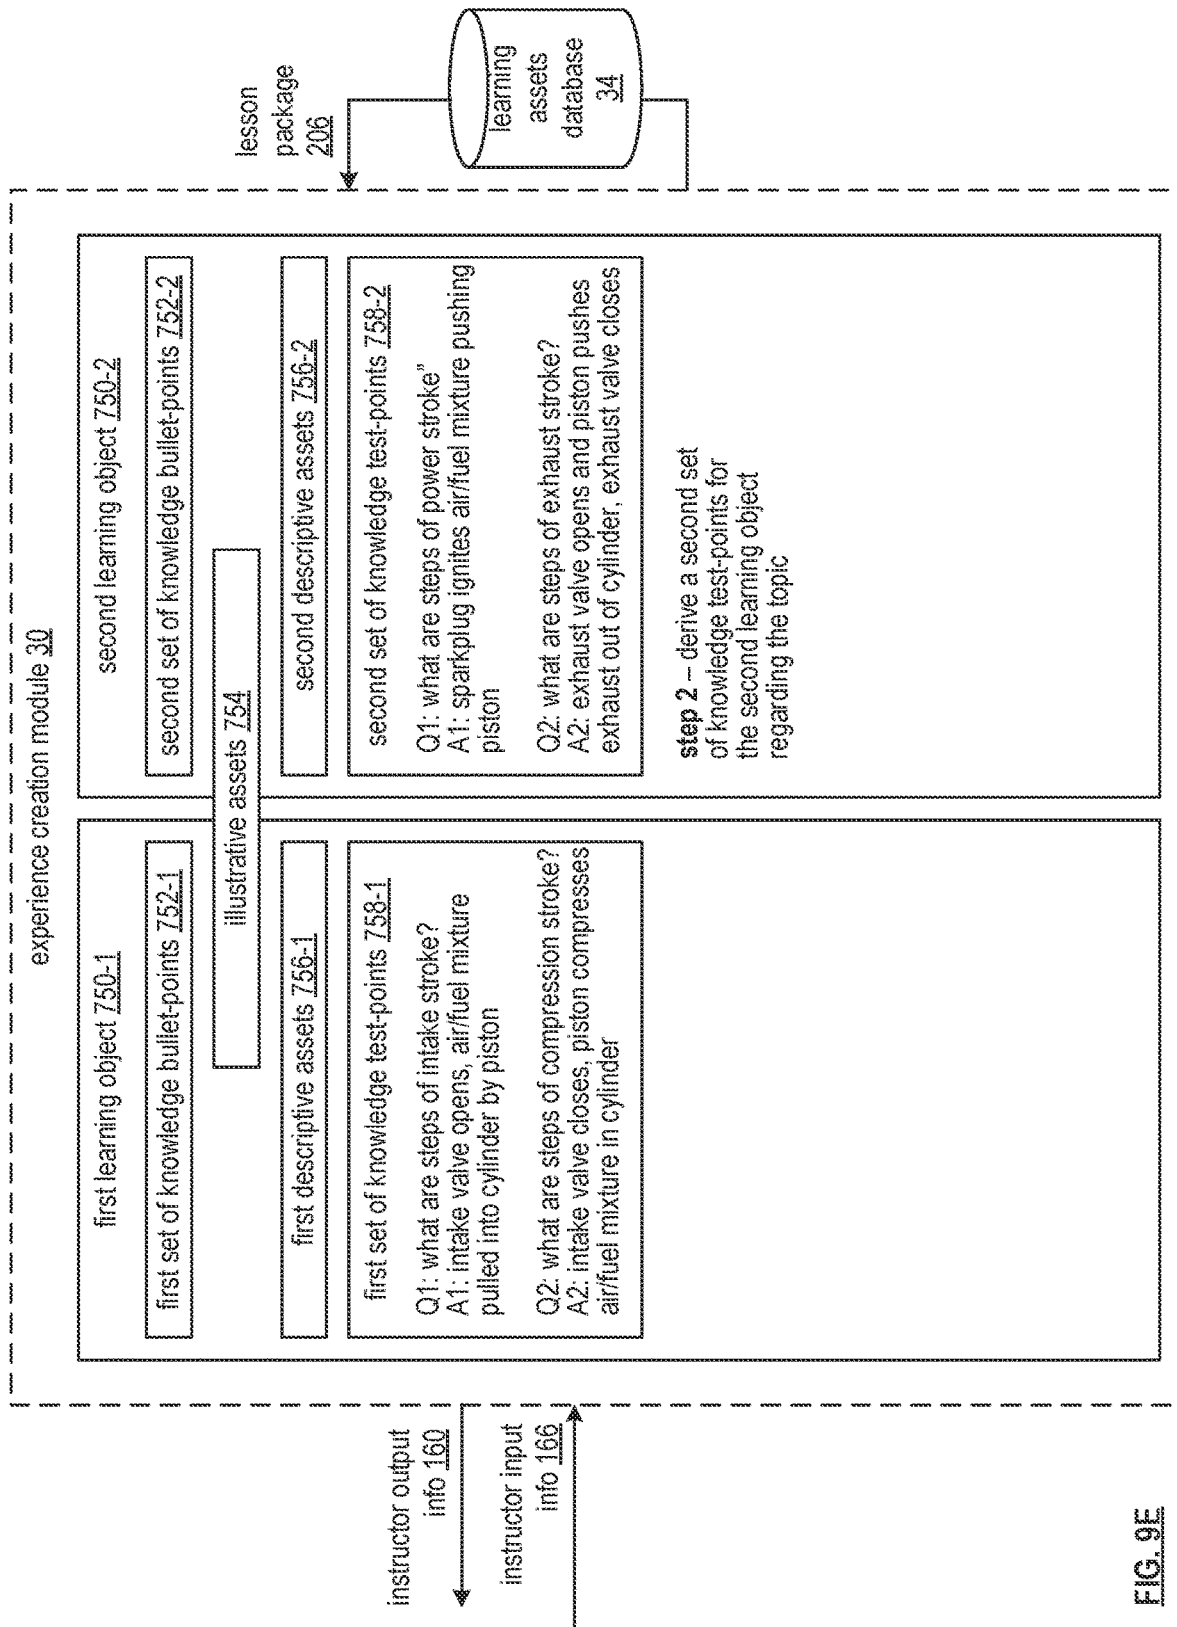 experience creation module 30
first learning object 750-1
first set of knowledge bullet-points 752-1
second learning object 750-2
second set of knowledge bullet-points 752-2
illustrative assets 754
first descriptive assets 756-1
second descriptive assets 756-2
first set of knowledge test-points 758-1
Q1: what are steps of intake stroke?
A1: intake valve opens, air/fuel mixture
pulled into cylinder by piston
Q2: what are steps of compression stroke?
A2: intake valve closes, piston compresses
air/fuel mixture in cylinder
second set of knowledge test-points 758-2
Q1: what are steps of power stroke”
A1: sparkplug ignites air/fuel mixture pushing
piston
Q2: what are steps of exhaust stroke?
A2: exhaust valve opens and piston pushes
exhaust out of cylinder, exhaust valve closes
step 2 – derive a second set
of knowledge test-points for
the second learning object
regarding the topic
lesson
package
206
learning
assets
database
34
instructor output
info 160
instructor input
info 166
FIG. 9E